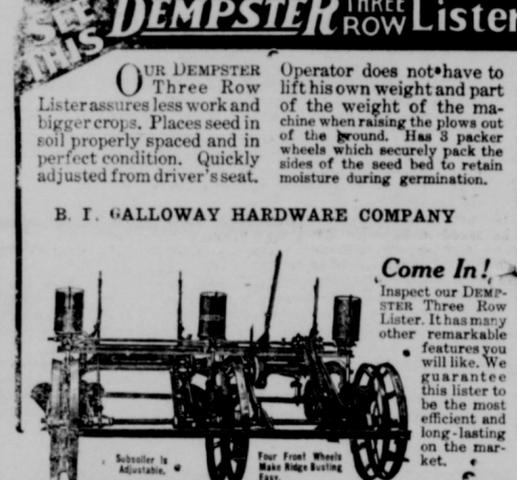 SEE
THIS
DEMPSTER THREE
ROW Lister
OUR DEMPSTER
Three Row
Lister assures less work and
bigger crops. Places seed in
soil properly spaced and in
perfect condition. Quickly
adjusted from driver's seat.
Operator does not have to
lift his own weight and part
of the weight of the ma-
chine when raising the plows out
of the ground. Has 3 packer
wheels which securely pack the
sides of the seed bed to retain
moisture during germination.
B. GALLOWAY HARDWARE COMPANY
Come In!
Inspect our DEMP-
STER Three Row
Lister. It has many
other remarkable
features you
will like. We
guarantee
this lister to
be the most
efficient and
long-lasting
on the mar-
ket.
Subsoiler is
Adjustable.
Four Front Wheels
Make Ridge Busting
Easy.